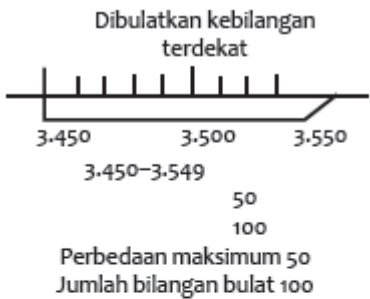 Dibulatkan kebilangan
terdekat
3.450 3.500 3.550
3.450–3.549
50
100
Perbedaan maksimum 50
Jumlah bilangan bulat 100